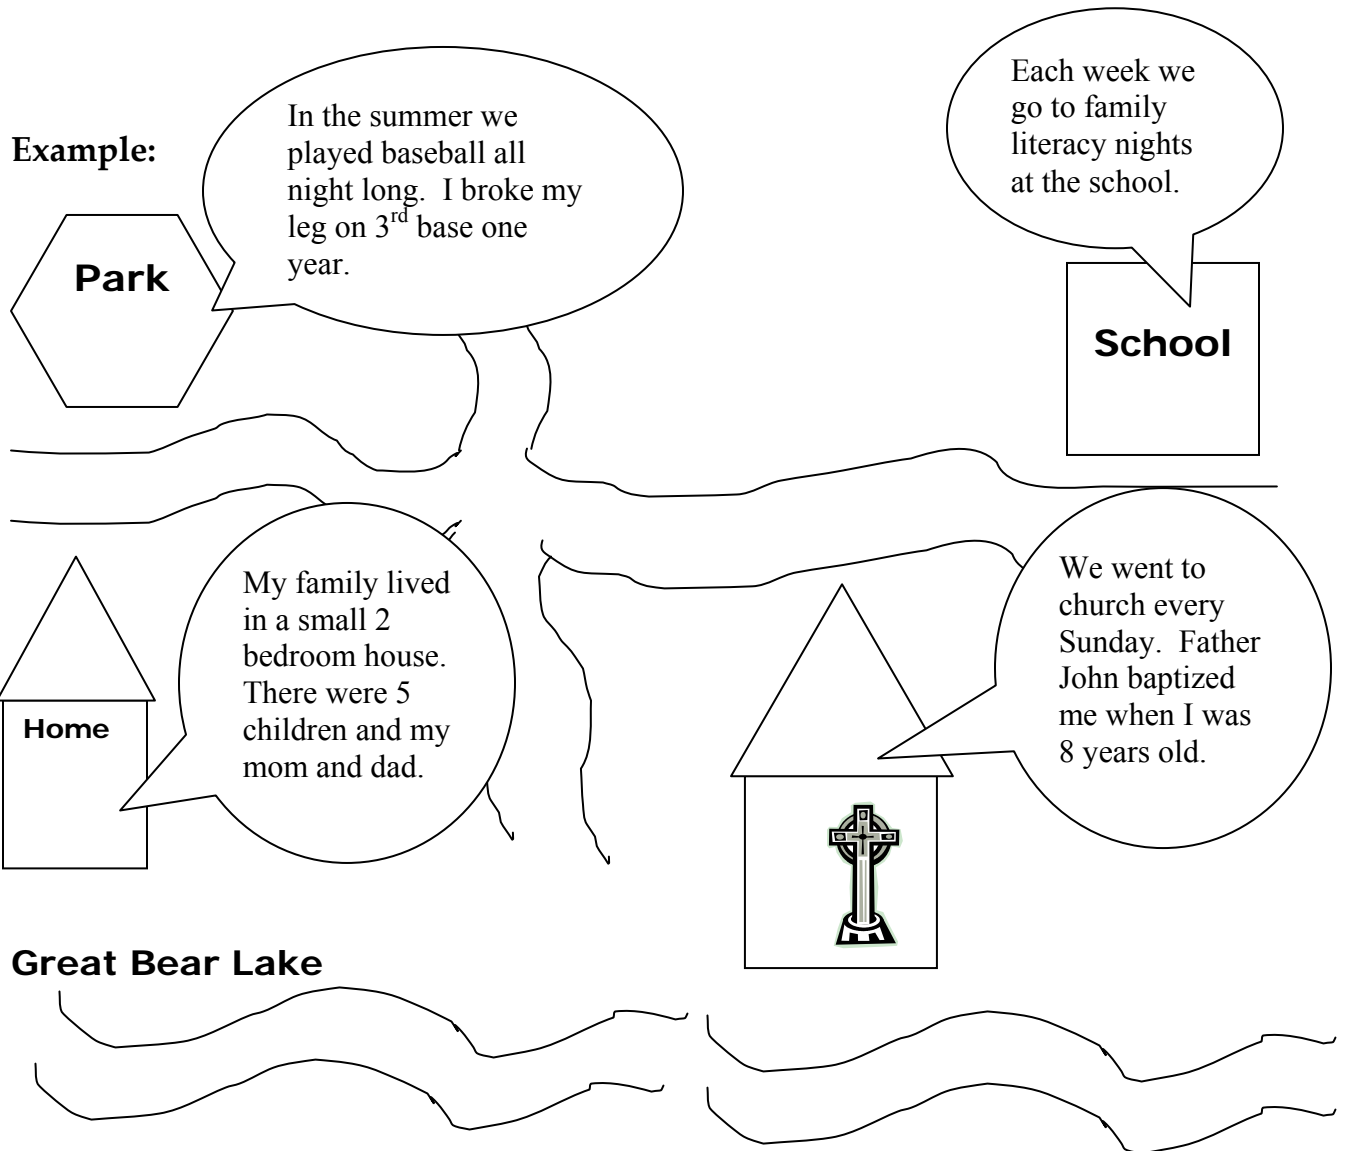 Example:
In the summer we
played baseball all
night long.  I broke my
leg on 3rd base one
year.
Each week we
go to family
literacy nights
at the school.
Park
School
My family lived
in a small 2
bedroom house.
There were 5
children and my
mom and dad.
We went to
church every
Sunday.  Father
John baptized
me when I was
8 years old.
Home
Great Bear Lake